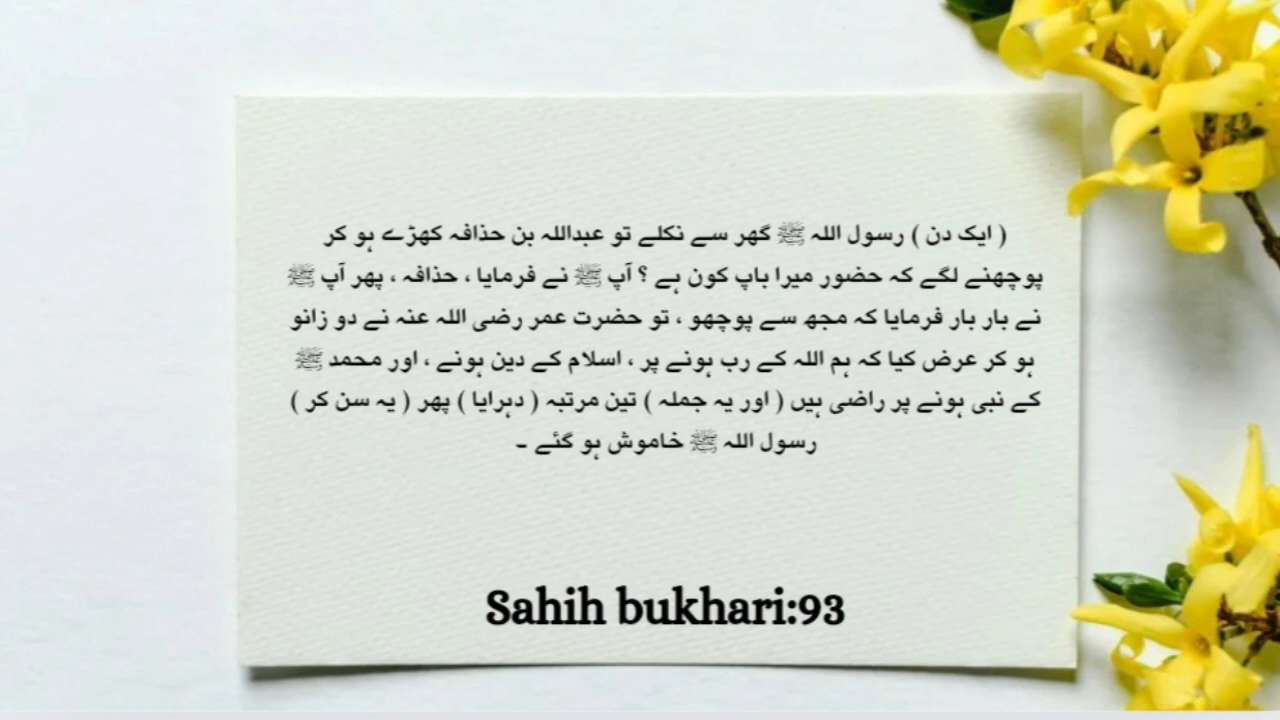 ( ایک دن ) رسول اللہ ﷺ گھر سے نکلے تو عبداللہ بن حذافہ کھڑے ہو کر
پوچھنے لگے کہ حضور میرا باپ کون ہے ؟ آپ ﷺ نے فرمایا ، حذافہ ، پھر آپ ﷺ
نے بار بار فرمایا کہ مجھ سے پوچھو ، تو حضرت عمر رضی اللہ عنہ نے دو زانو
ہو کر عرض کیا کہ ہم اللہ کے رب ہونے پر ، اسلام کے دین ہونے ، اور محمد ﷺ
کے نبی ہونے پر راضی ہیں ( اور یہ جملہ ) تین مرتبہ ( دہرایا ) پھر ( یہ سن کر )
رسول اللہ ﷺ خاموش ہو گئے ۔
Sahih bukhari:93